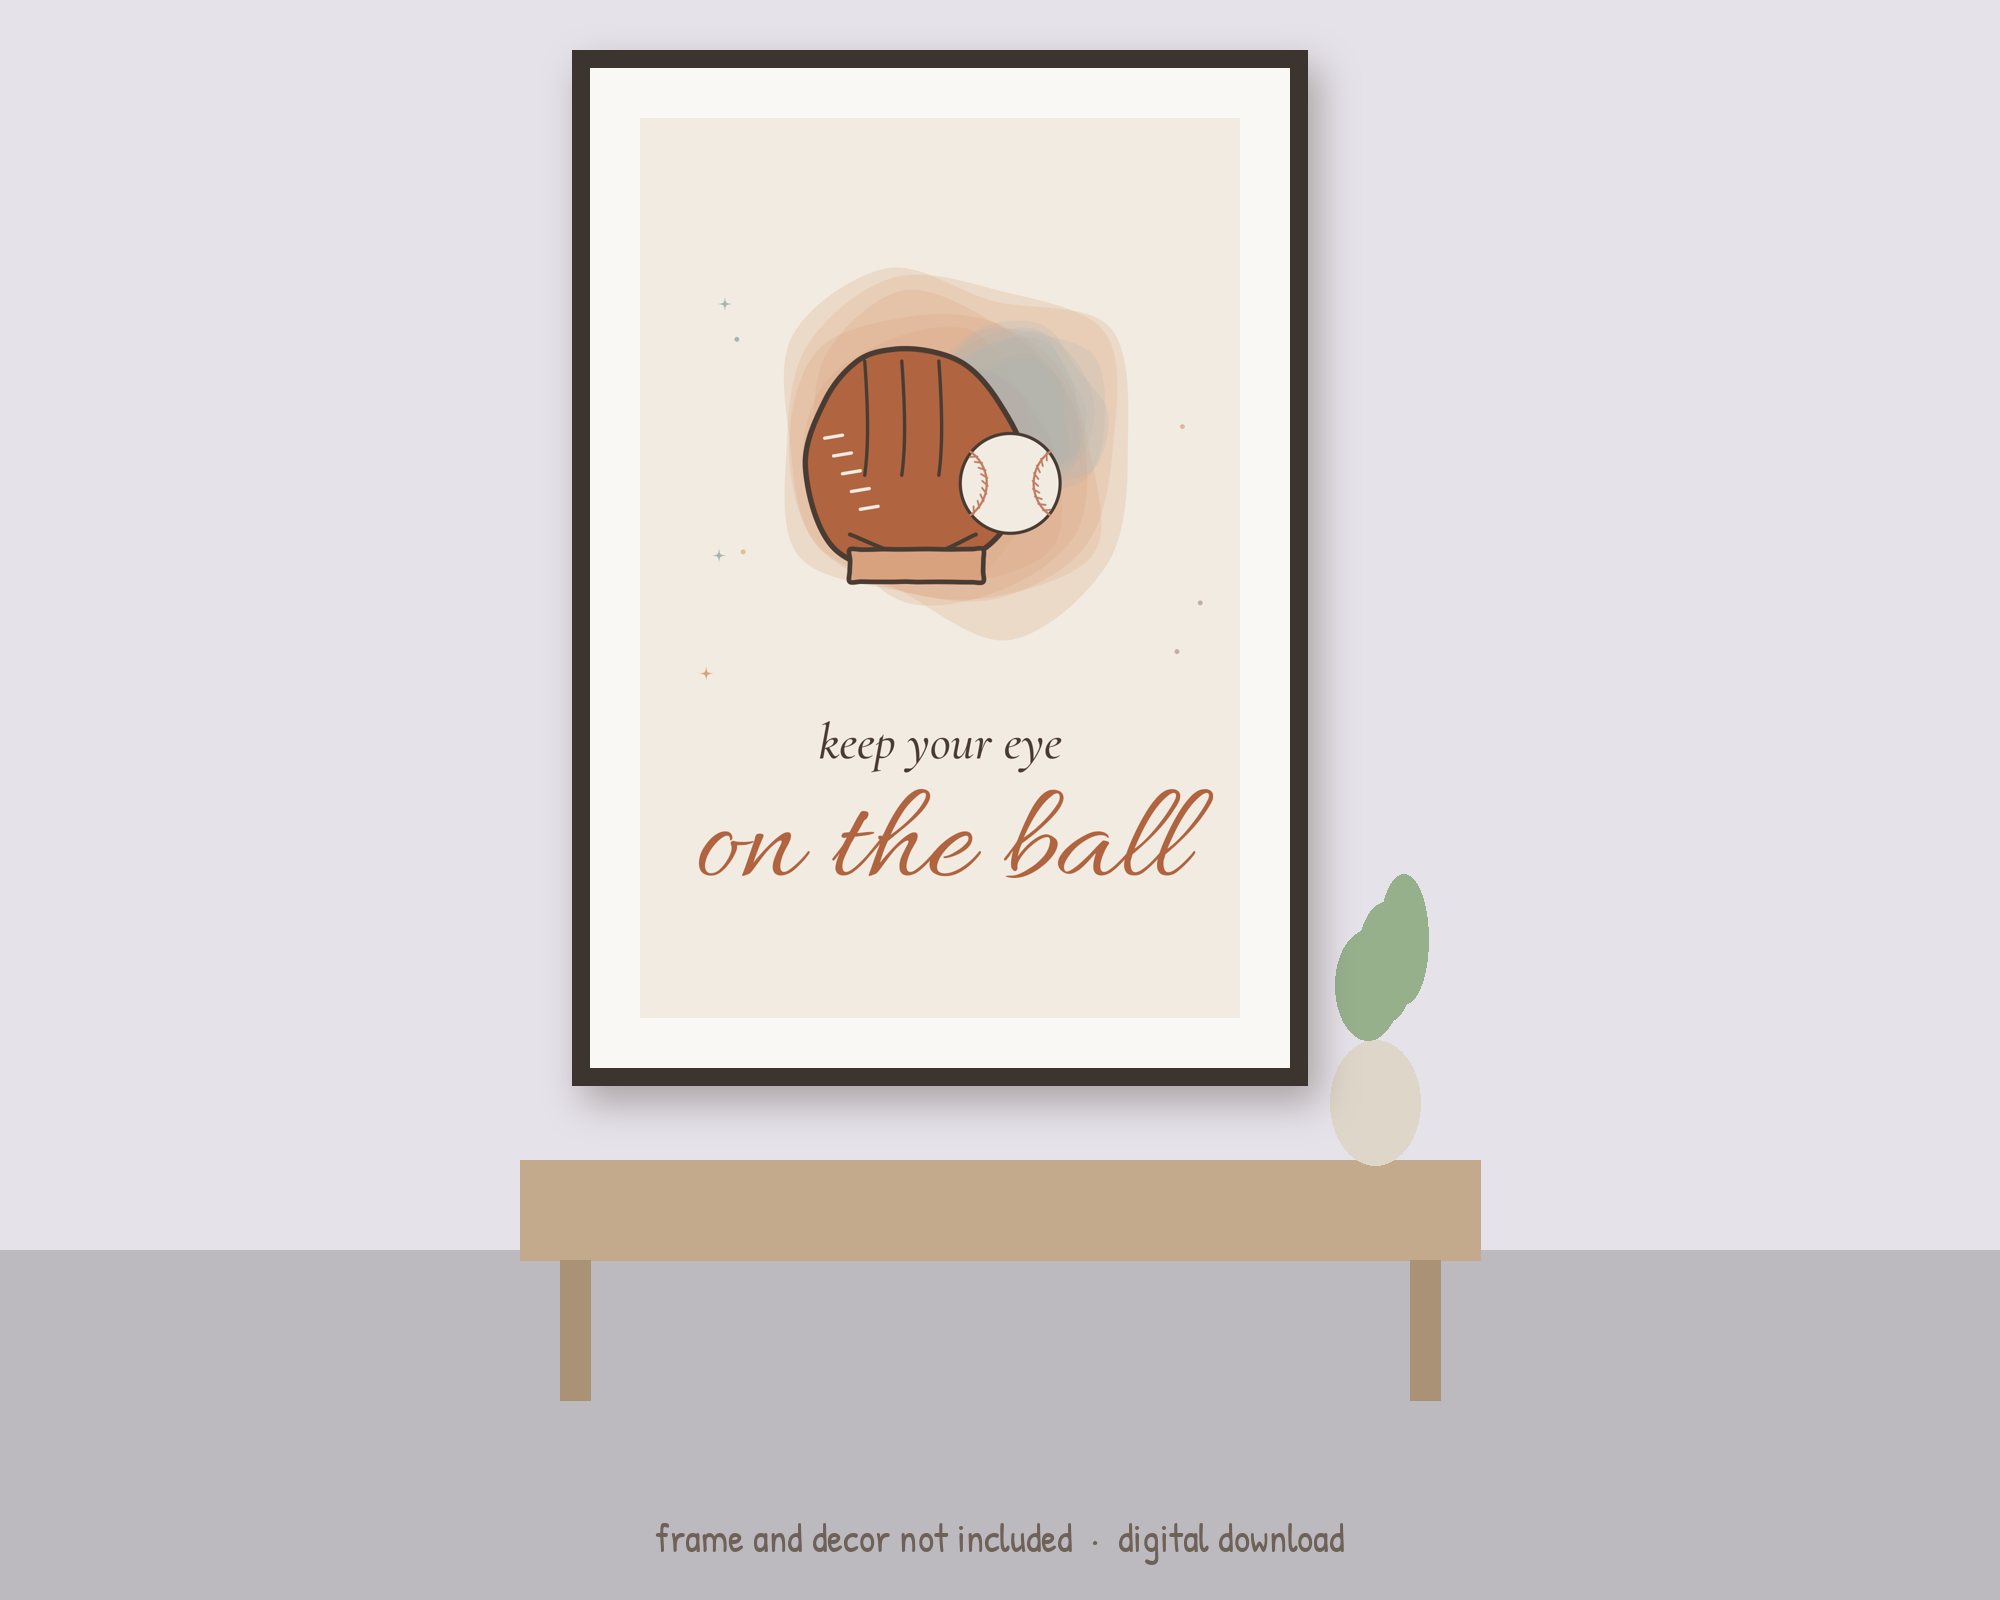 keep your eye
on the ball
frame and decor not included · digital download